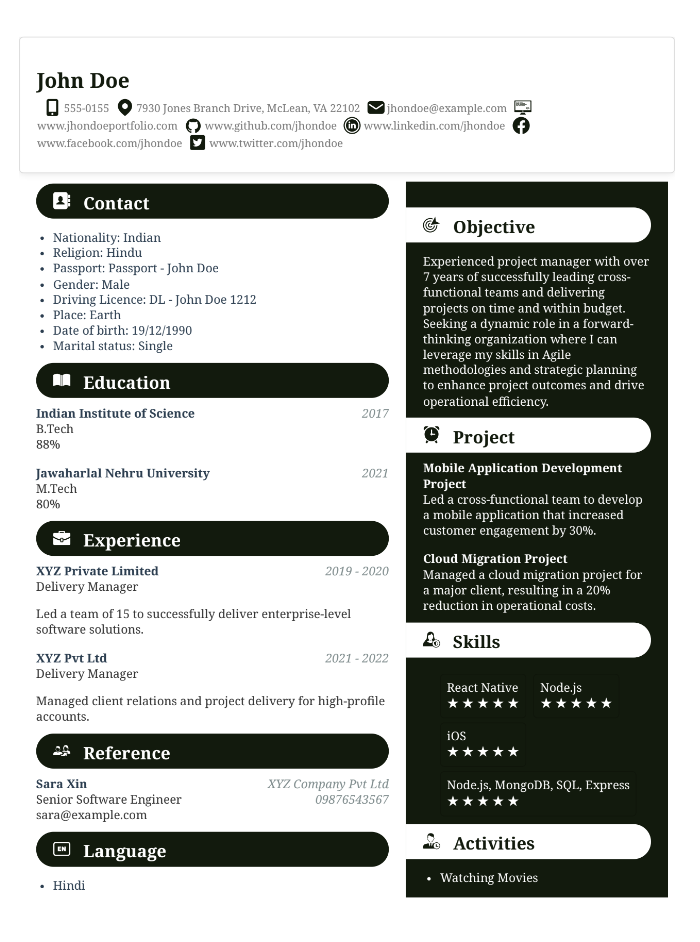 John Doe
555-0155 7930 Jones Branch Drive, McLean, VA 22102 jhondoe@example.com
www.jhondoeportfolio.com www.github.com/jhondoe www.linkedin.com/jhondoe
www.facebook.com/jhondoe www.twitter.com/jhondoe
Contact
• Nationality: Indian
• Religion: Hindu
• Passport: Passport - John Doe
• Gender: Male
• Driving Licence: DL - John Doe 1212
• Place: Earth
• Date of birth: 19/12/1990
• Marital status: Single
Education
Indian Institute of Science 2017
B.Tech
88%
Jawaharlal Nehru University 2021
M.Tech
80%
Experience
XYZ Private Limited 2019 - 2020
Delivery Manager
Led a team of 15 to successfully deliver enterprise-level
software solutions.
XYZ Pvt Ltd 2021 - 2022
Delivery Manager
Managed client relations and project delivery for high-profile
accounts.
Reference
Sara Xin XYZ Company Pvt Ltd
Senior Software Engineer 09876543567
sara@example.com
EN Language
• Hindi
Objective
Experienced project manager with over
7 years of successfully leading cross-
functional teams and delivering
projects on time and within budget.
Seeking a dynamic role in a forward-
thinking organization where I can
leverage my skills in Agile
methodologies and strategic planning
to enhance project outcomes and drive
operational efficiency.
Project
Mobile Application Development
Project
Led a cross-functional team to develop
a mobile application that increased
customer engagement by 30%.
Cloud Migration Project
Managed a cloud migration project for
a major client, resulting in a 20%
reduction in operational costs.
Skills
React Native Node.js
★★★★★ ★★★★★
iOS
★★★★★
Node.js, MongoDB, SQL, Express
★★★★★
Activities
• Watching Movies